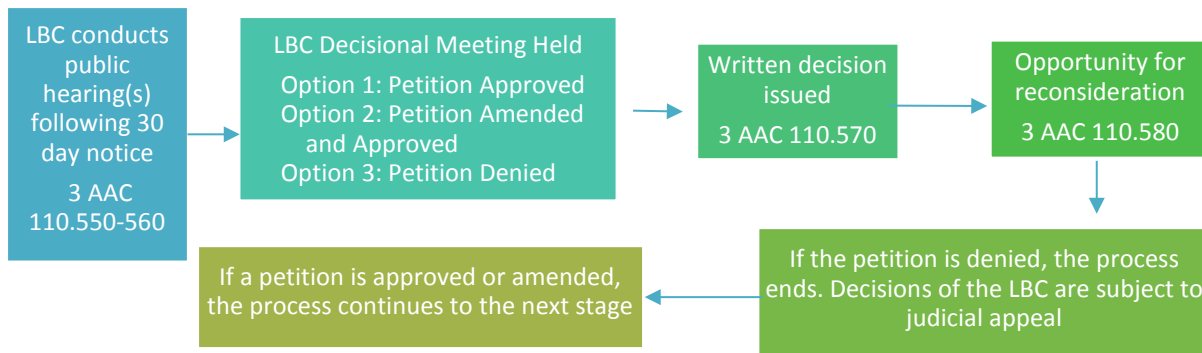 LBC conducts
public
hearing(s)
following 30
day notice
3 AAC
110.550-560
LBC Decisional Meeting Held
Option 1: Petition Approved
Option 2: Petition Amended
and Approved
Option 3: Petition Denied
Written decision
issued
3 AAC 110.570
Opportunity for
reconsideration
3 AAC 110.580
If the petition is denied, the process
ends. Decisions of the LBC are subject to
judicial appeal
If a petition is approved or amended,
the process continues to the next stage